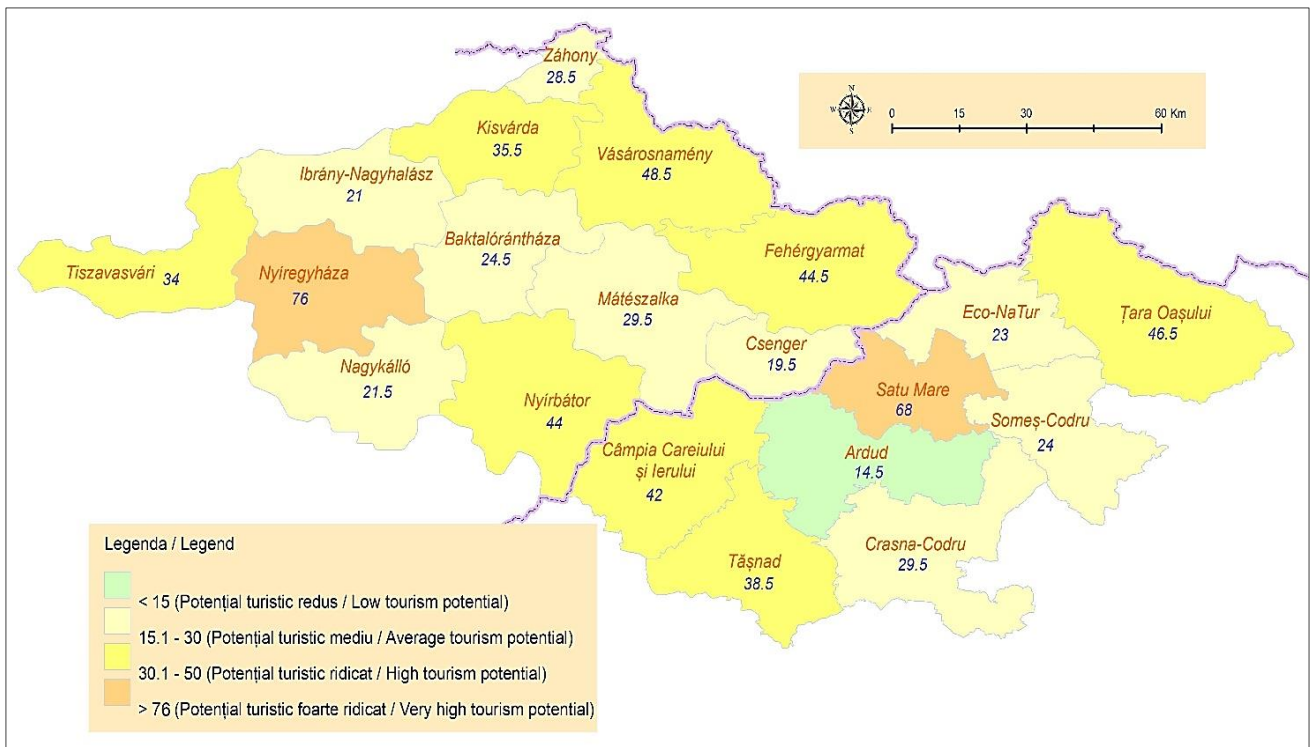 Záhony
28.5
N
W E
S
0 15 30 60 Km
Kisvárda
35.5
Vásárosnamény
48.5
Ibrány-Nagyhalász
21
Baktalórántháza
24.5
Fehérgyarmat
44.5
Tiszavasvári 34
Nyíregyháza
76
Mátészalka
29.5
Eco-NaTur
23
Țara Oașului
46.5
Csenger
19.5
Nagykálló
21.5
Satu Mare
68
Nyírbátor
44
Someș-Codru
24
Câmpia Careiului
și Ierului
42
Ardud
14.5
Crasna-Codru
29.5
Tășnad
38.5
Legenda / Legend
< 15 (Potențial turistic redus / Low tourism potential)
15.1 - 30 (Potențial turistic mediu / Average tourism potential)
30.1 - 50 (Potențial turistic ridicat / High tourism potential)
> 76 (Potențial turistic foarte ridicat / Very high tourism potential)